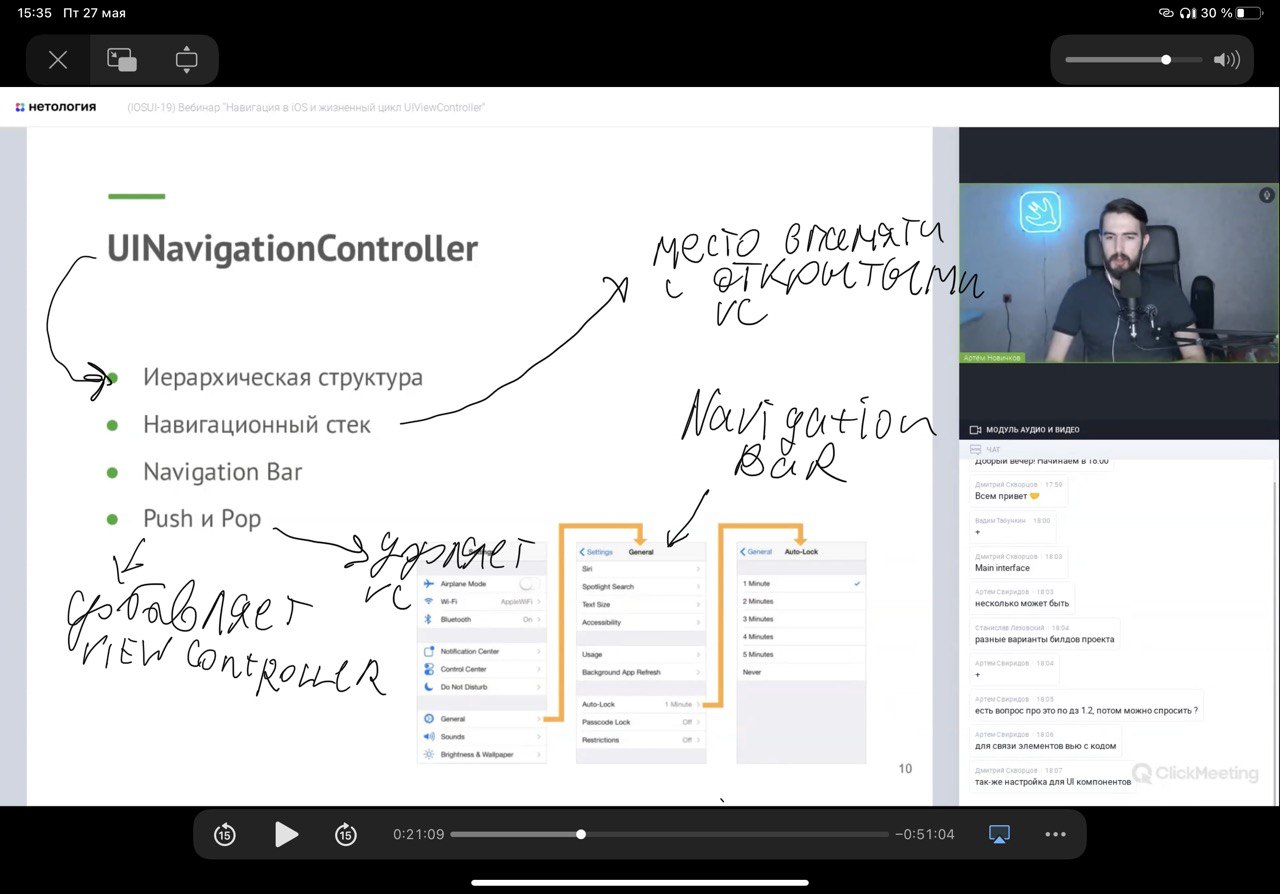 15:35 Пт 27 мая
30 %
нетология
(IOSUI-19) Вебинар "Навигация в iOS и жизненный цикл UIViewController"
UINavigationController
место в памяти
с открытыми
VC
Иерархическая структура
Навигационный стек
Navigation Bar
Push и Pop
Navigation
BaR
удаляет
VC
добавляет
VIEW CONTROLLER
Airplane Mode
Wi-Fi AppleWiFi
Bluetooth On
Notification Center
Control Center
Do Not Disturb
General
Sounds
Brightness & Wallpaper
Settings General
Siri
Spotlight Search
Text Size
Accessibility
Usage
Background App Refresh
Auto-Lock 1 Minute
Passcode Lock Off
Restrictions Off
General Auto-Lock
1 Minute
2 Minutes
3 Minutes
4 Minutes
5 Minutes
Never
10
Артём Новичков
МОДУЛЬ АУДИО И ВИДЕО
ЧАТ
Добрый вечер! Начинаем в 18:00
Дмитрий Скворцов 17:59
Всем привет 🤝
Вадим 18:00
+
Дмитрий Скворцов 18:03
Main interface
Артем Свиридов 18:03
несколько может быть
Станислав Лезовский 18:04
разные варианты билдов проекта
Артем Свиридов 18:04
+
Артем Свиридов 18:05
есть вопрос про это по дз 1.2, потом можно спросить ?
Артем Свиридов 18:06
для связи элементов вью с кодом
Дмитрий Скворцов 18:07
так-же настройка для UI компонентов
ClickMeeting
15
15
0:21:09
−0:51:04